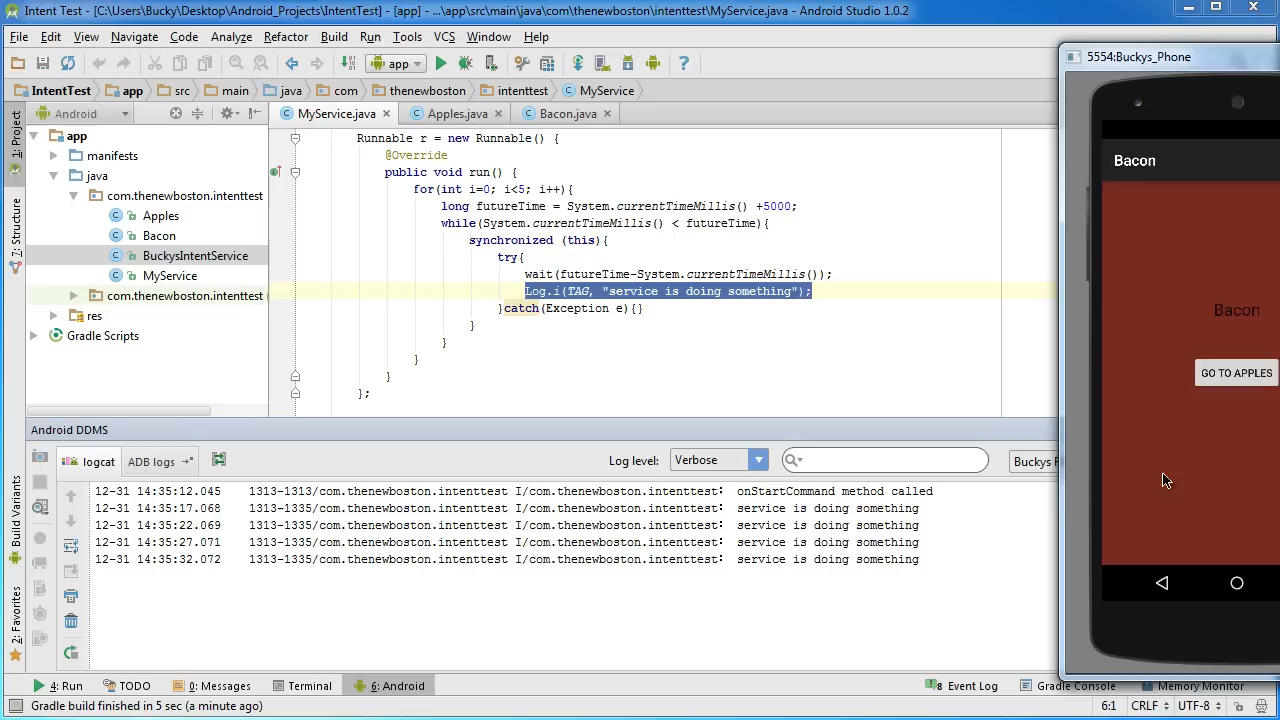 Intent Test - [C:\Users\Bucky\Desktop\Android_Projects\IntentTest] - [app] - ...\app\src\main\java\com\thenewboston\intenttest\MyService.java - Android Studio 1.0.2
File Edit View Navigate Code Analyze Refactor Build Run Tools VCS Window Help
app
IntentTest app src main java com thenewboston intenttest MyService
5554:Buckys_Phone
1: Project
Android
MyService.java Apples.java Bacon.java
app
manifests
java
com.thenewboston.intenttest
Apples
Bacon
BuckysIntentService
MyService
com.thenewboston.intenttest
res
Gradle Scripts
7: Structure
Build Variants
2: Favorites
Runnable r = new Runnable() {
@Override
public void run() {
for(int i=0; i<5; i++){
long futureTime = System.currentTimeMillis() +5000;
while(System.currentTimeMillis() < futureTime){
synchronized (this){
try{
wait(futureTime-System.currentTimeMillis());
Log.i(TAG, "service is doing something");
}catch(Exception e){}
}
}
}
}
};
Bacon
Bacon
GO TO APPLES
Android DDMS
logcat ADB logs Log level: Verbose Buckys
12-31 14:35:12.045 1313-1313/com.thenewboston.intenttest I/com.thenewboston.intenttest: onStartCommand method called
12-31 14:35:17.068 1313-1335/com.thenewboston.intenttest I/com.thenewboston.intenttest: service is doing something
12-31 14:35:22.069 1313-1335/com.thenewboston.intenttest I/com.thenewboston.intenttest: service is doing something
12-31 14:35:27.071 1313-1335/com.thenewboston.intenttest I/com.thenewboston.intenttest: service is doing something
12-31 14:35:32.072 1313-1335/com.thenewboston.intenttest I/com.thenewboston.intenttest: service is doing something
4: Run TODO 0: Messages Terminal 6: Android Event Log Gradle Console Memory Monitor
Gradle build finished in 5 sec (a minute ago) 6:1 CRLF UTF-8